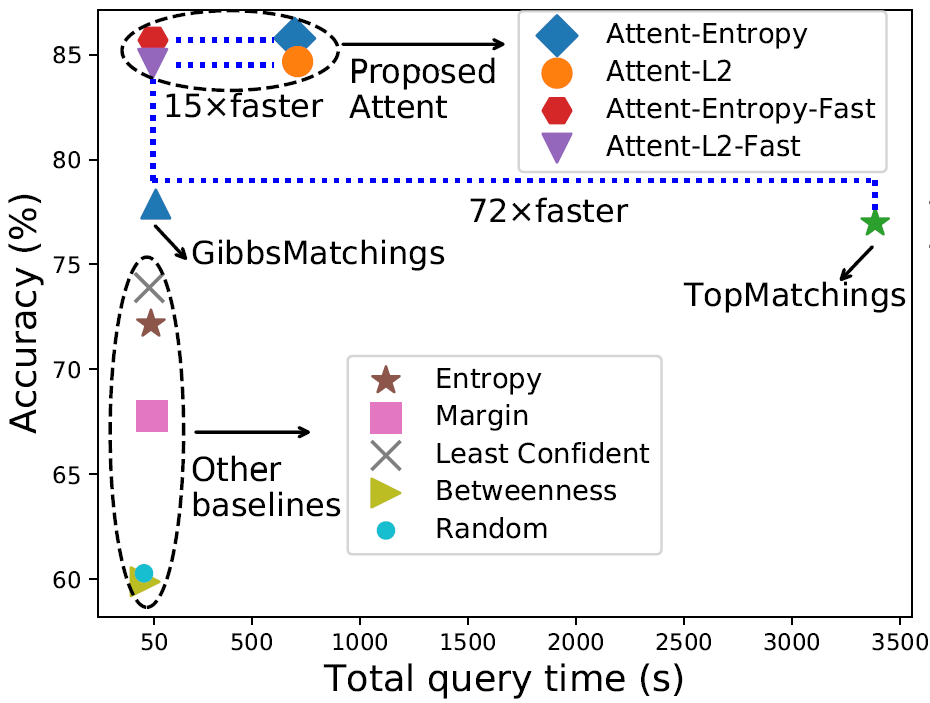 Accuracy (%)
85
80
75
70
65
60
Attent-Entropy
Attent-L2
Attent-Entropy-Fast
Attent-L2-Fast
Proposed
Attent
15×faster
72×faster
GibbsMatchings
TopMatchings
Entropy
Margin
Least Confident
Betweenness
Random
Other
baselines
50 500 1000 1500 2000 2500 3000 3500
Total query time (s)